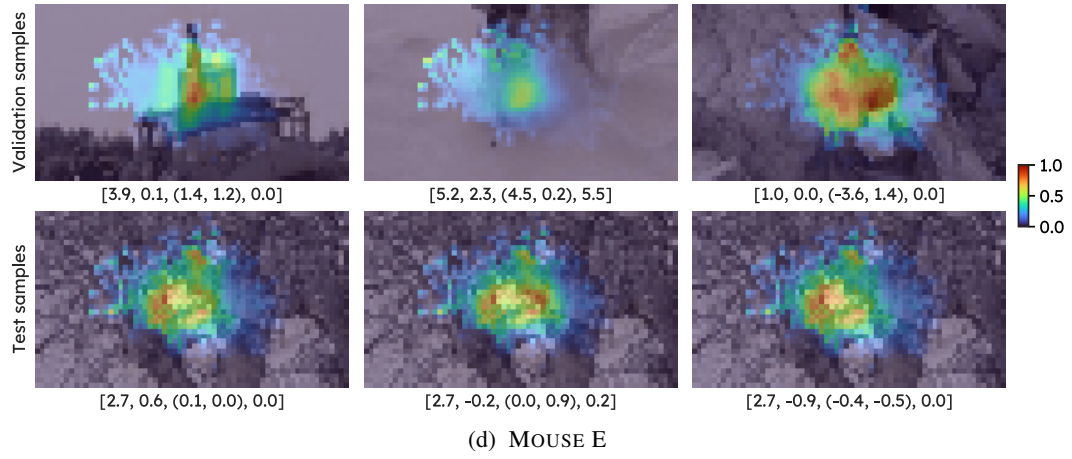 Validation samples
[3.9, 0.1, (1.4, 1.2), 0.0]
[5.2, 2.3, (4.5, 0.2), 5.5]
[1.0, 0.0, (-3.6, 1.4), 0.0]
1.0
0.5
0.0
Test samples
[2.7, 0.6, (0.1, 0.0), 0.0]
[2.7, -0.2, (0.0, 0.9), 0.2]
[2.7, -0.9, (-0.4, -0.5), 0.0]
(d) MOUSE E